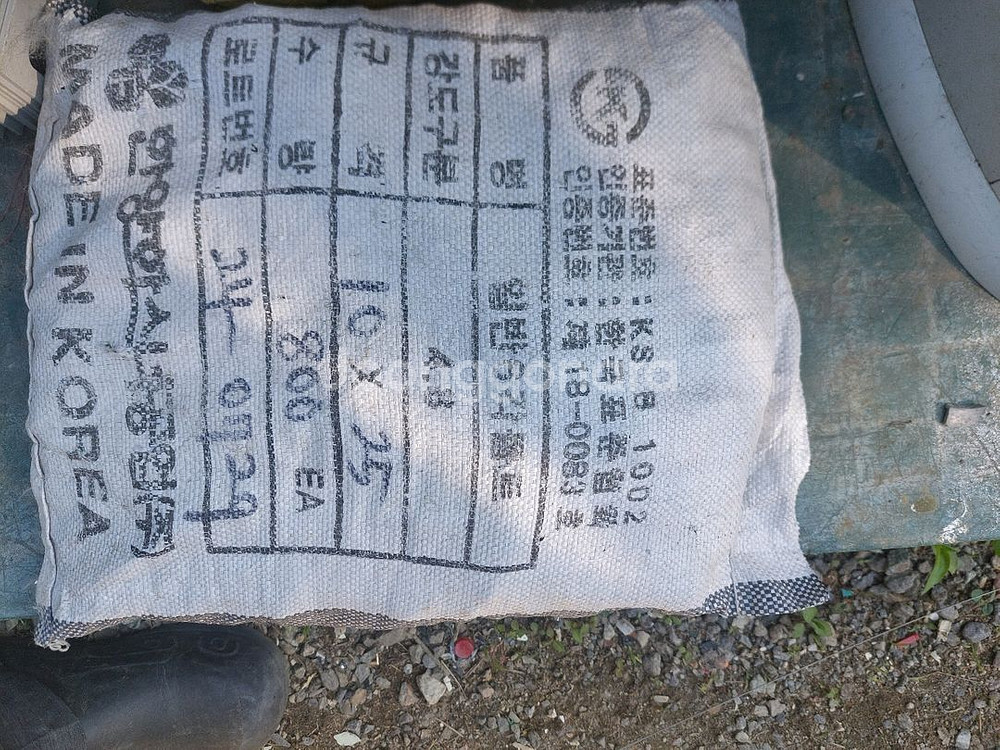 표준번호 : KS B 1002
인증기관 : 한국표준협회
인증번호 : 제 18-0083 호
품 명 일반육각볼트
강도구분 4.8
규 격 10 X
수 량 800 EA
로트번호
MADE IN KOREA